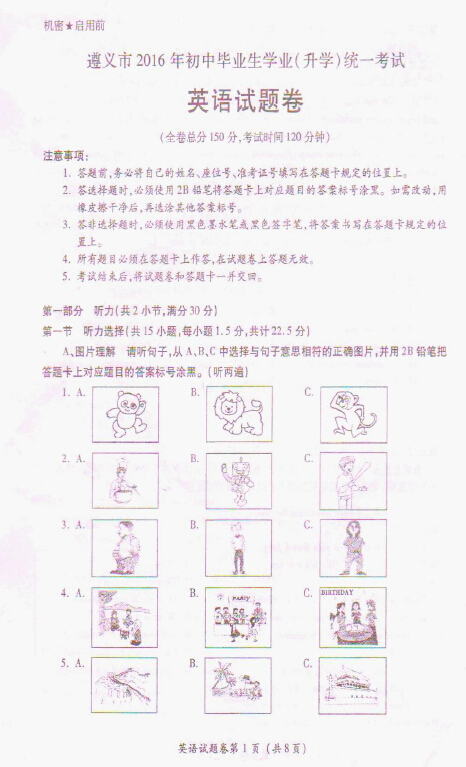 机密★启用前
遵义市2016年初中毕业生学业(升学)统一考试
英语试题卷
(全卷总分150分,考试时间120分钟)
注意事项:
1. 答题前,务必将自己的姓名、座位号、准考证号填写在答题卡规定的位置上。
2. 答选择题时,必须使用2B铅笔将答题卡上对应题目的答案标号涂黑。如需改动,用
橡皮擦干净后,再选涂其他答案标号。
3. 答非选择题时,必须使用黑色墨水笔或黑色签字笔,将答案书写在答题卡规定的位
置上。
4. 所有题目必须在答题卡上作答,在试题卷上答题无效。
5. 考试结束后,将试题卷和答题卡一并交回。
第一部分 听力(共2小节,满分30分)
第一节 听力选择(共15小题,每小题1.5分,共计22.5分)
A、图片理解 请听句子,从A、B、C中选择与句子意思相符的正确图片,并用2B铅笔把
答题卡上对应题目的答案标号涂黑。(听两遍)
1. A. B. C.
2. A. B. C.
3. A. B. C.
4. A. B. PARTY C. BIRTHDAY
5. A. B. C.
英语试题卷第1页(共8页)